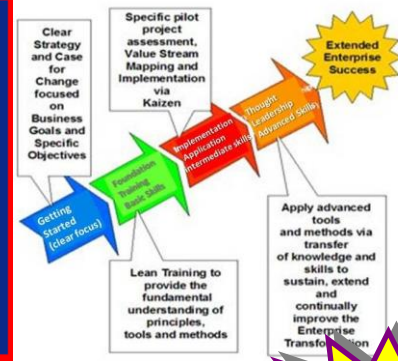 Clear
Strategy
and Case
for
Change
focused
on
Business
Goals and
Specific
Objectives
Specific pilot
project
assessment,
Value Stream
Mapping and
Implementation
via
Kaizen
Extended
Enterprise
Success
Getting
Started
(clear focus)
Foundation
Training
Basic Skills
Implementation
Application
intermediate skills
Thought
Leadership
Advanced Skills
Lean Training to
provide the
fundamental
understanding of
principles,
tools and methods
Apply advanced
tools
and methods via
transfer
of knowledge and
skills to
sustain, extend
and
continually
improve the
Enterprise